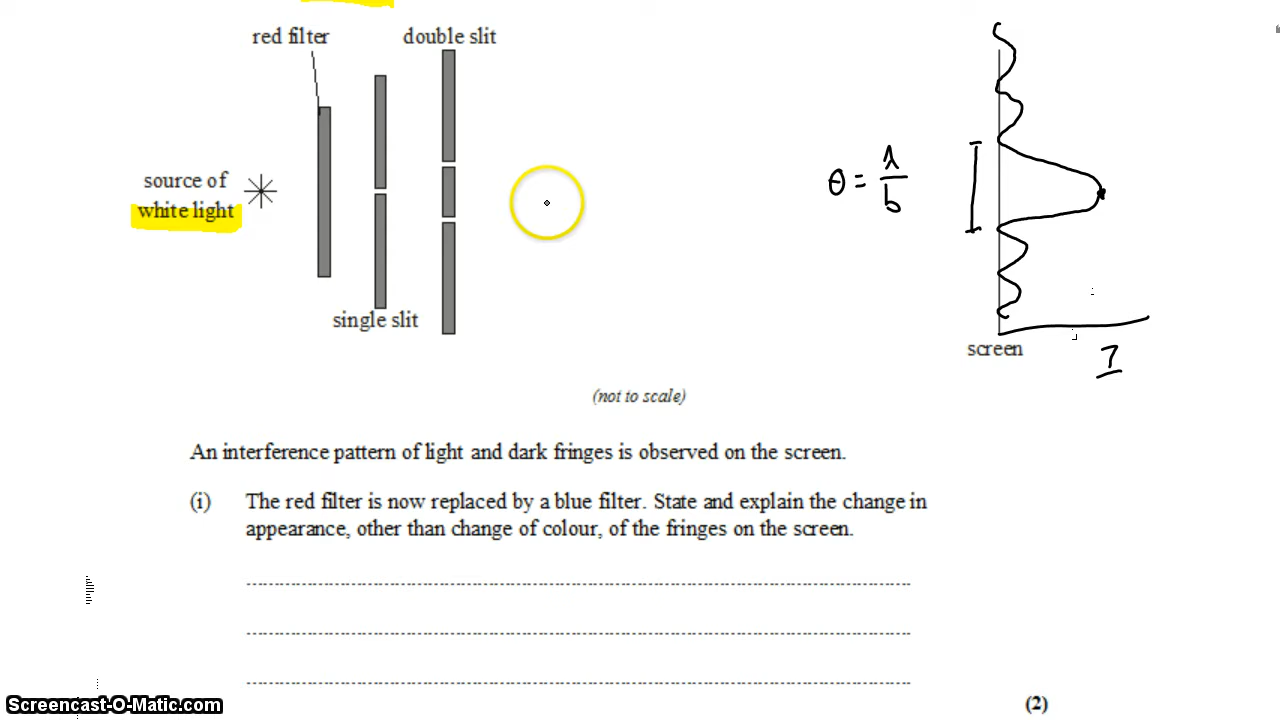 red filter
double slit
source of
white light
θ = λ/b
single slit
screen
I
(not to scale)
An interference pattern of light and dark fringes is observed on the screen.
(i) The red filter is now replaced by a blue filter. State and explain the change in
appearance, other than change of colour, of the fringes on the screen.
(2)
Screencast-O-Matic.com